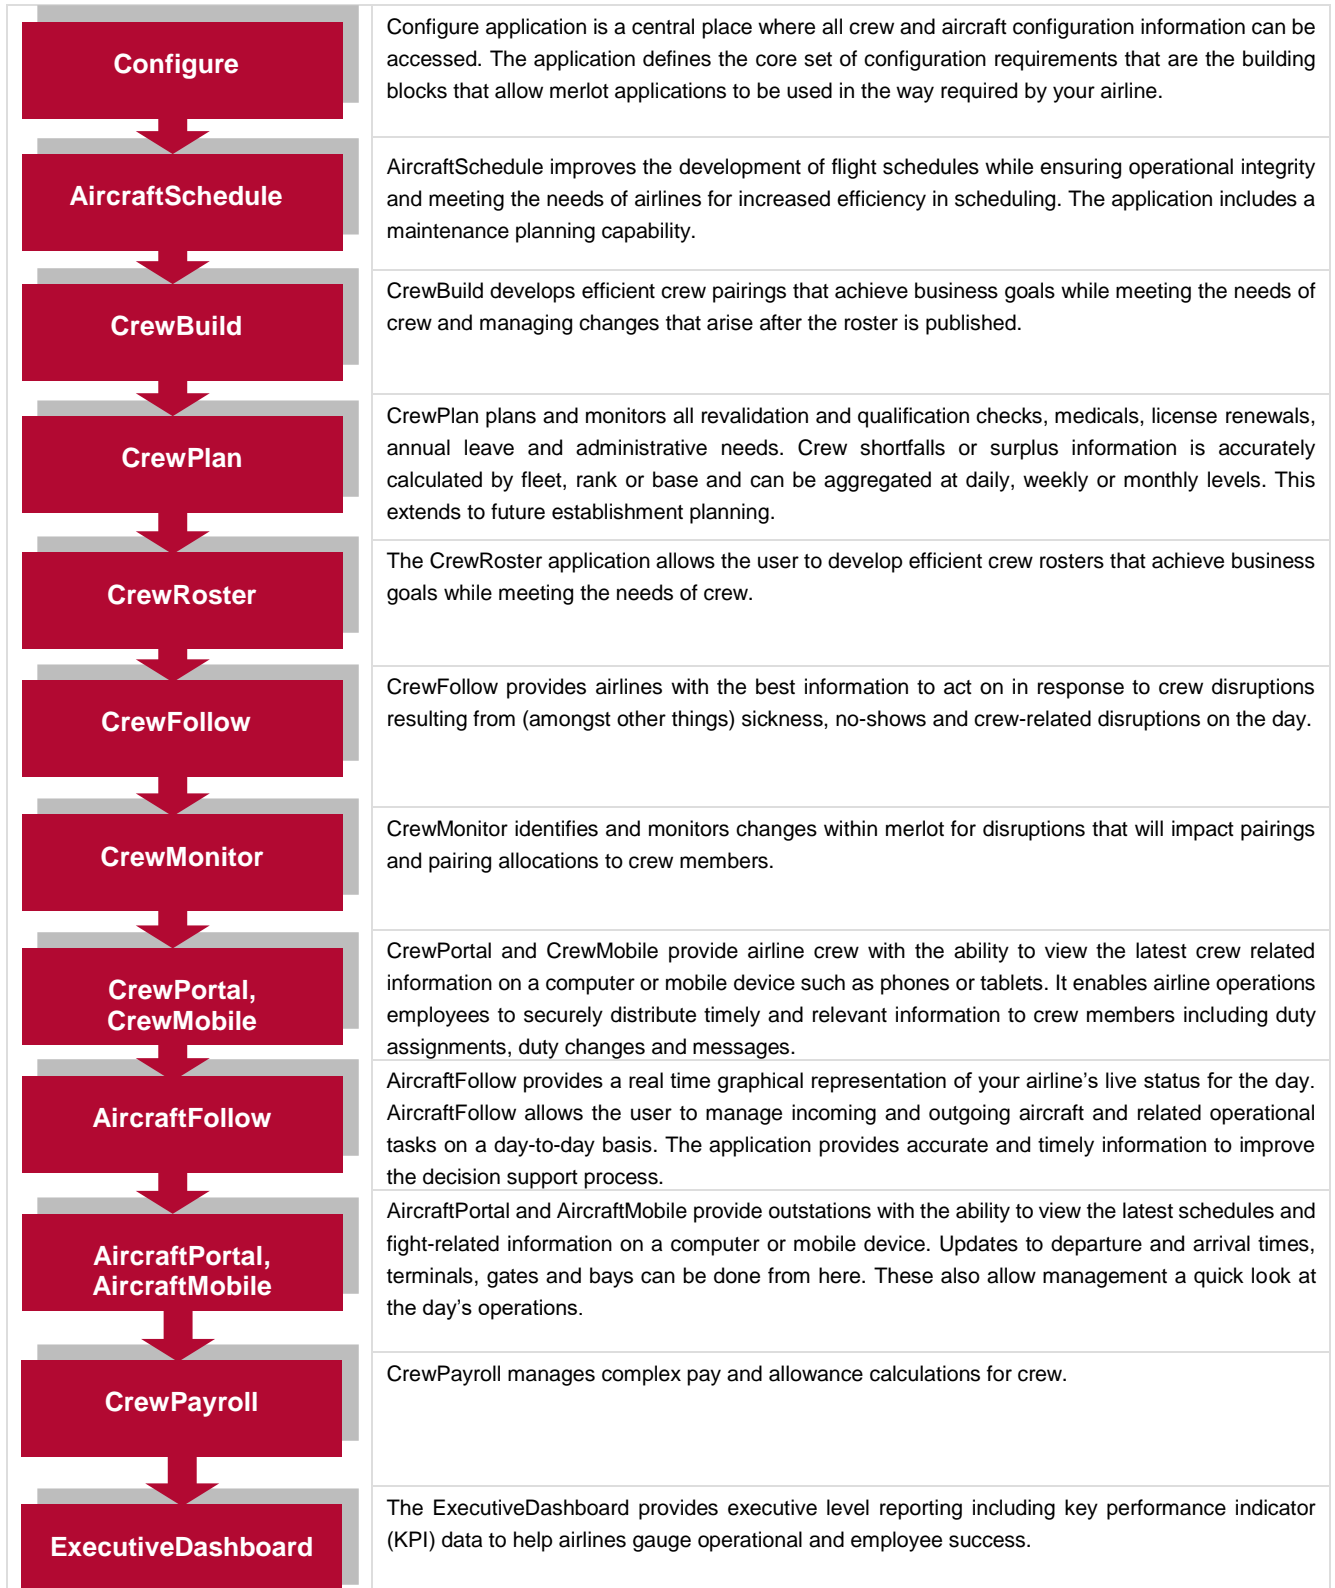 Configure
Configure application is a central place where all crew and aircraft configuration information can be
accessed. The application defines the core set of configuration requirements that are the building
blocks that allow merlot applications to be used in the way required by your airline.
AircraftSchedule
AircraftSchedule improves the development of flight schedules while ensuring operational integrity
and meeting the needs of airlines for increased efficiency in scheduling. The application includes a
maintenance planning capability.
CrewBuild
CrewBuild develops efficient crew pairings that achieve business goals while meeting the needs of
crew and managing changes that arise after the roster is published.
CrewPlan
CrewPlan plans and monitors all revalidation and qualification checks, medicals, license renewals,
annual leave and administrative needs. Crew shortfalls or surplus information is accurately
calculated by fleet, rank or base and can be aggregated at daily, weekly or monthly levels. This
extends to future establishment planning.
CrewRoster
The CrewRoster application allows the user to develop efficient crew rosters that achieve business
goals while meeting the needs of crew.
CrewFollow
CrewFollow provides airlines with the best information to act on in response to crew disruptions
resulting from (amongst other things) sickness, no-shows and crew-related disruptions on the day.
CrewMonitor
CrewMonitor identifies and monitors changes within merlot for disruptions that will impact pairings
and pairing allocations to crew members.
CrewPortal,
CrewMobile
CrewPortal and CrewMobile provide airline crew with the ability to view the latest crew related
information on a computer or mobile device such as phones or tablets. It enables airline operations
employees to securely distribute timely and relevant information to crew members including duty
assignments, duty changes and messages.
AircraftFollow
AircraftFollow provides a real time graphical representation of your airline's live status for the day.
AircraftFollow allows the user to manage incoming and outgoing aircraft and related operational
tasks on a day-to-day basis. The application provides accurate and timely information to improve
the decision support process.
AircraftPortal,
AircraftMobile
AircraftPortal and AircraftMobile provide outstations with the ability to view the latest schedules and
fight-related information on a computer or mobile device. Updates to departure and arrival times,
terminals, gates and bays can be done from here. These also allow management a quick look at
the day's operations.
CrewPayroll
CrewPayroll manages complex pay and allowance calculations for crew.
ExecutiveDashboard
The ExecutiveDashboard provides executive level reporting including key performance indicator
(KPI) data to help airlines gauge operational and employee success.